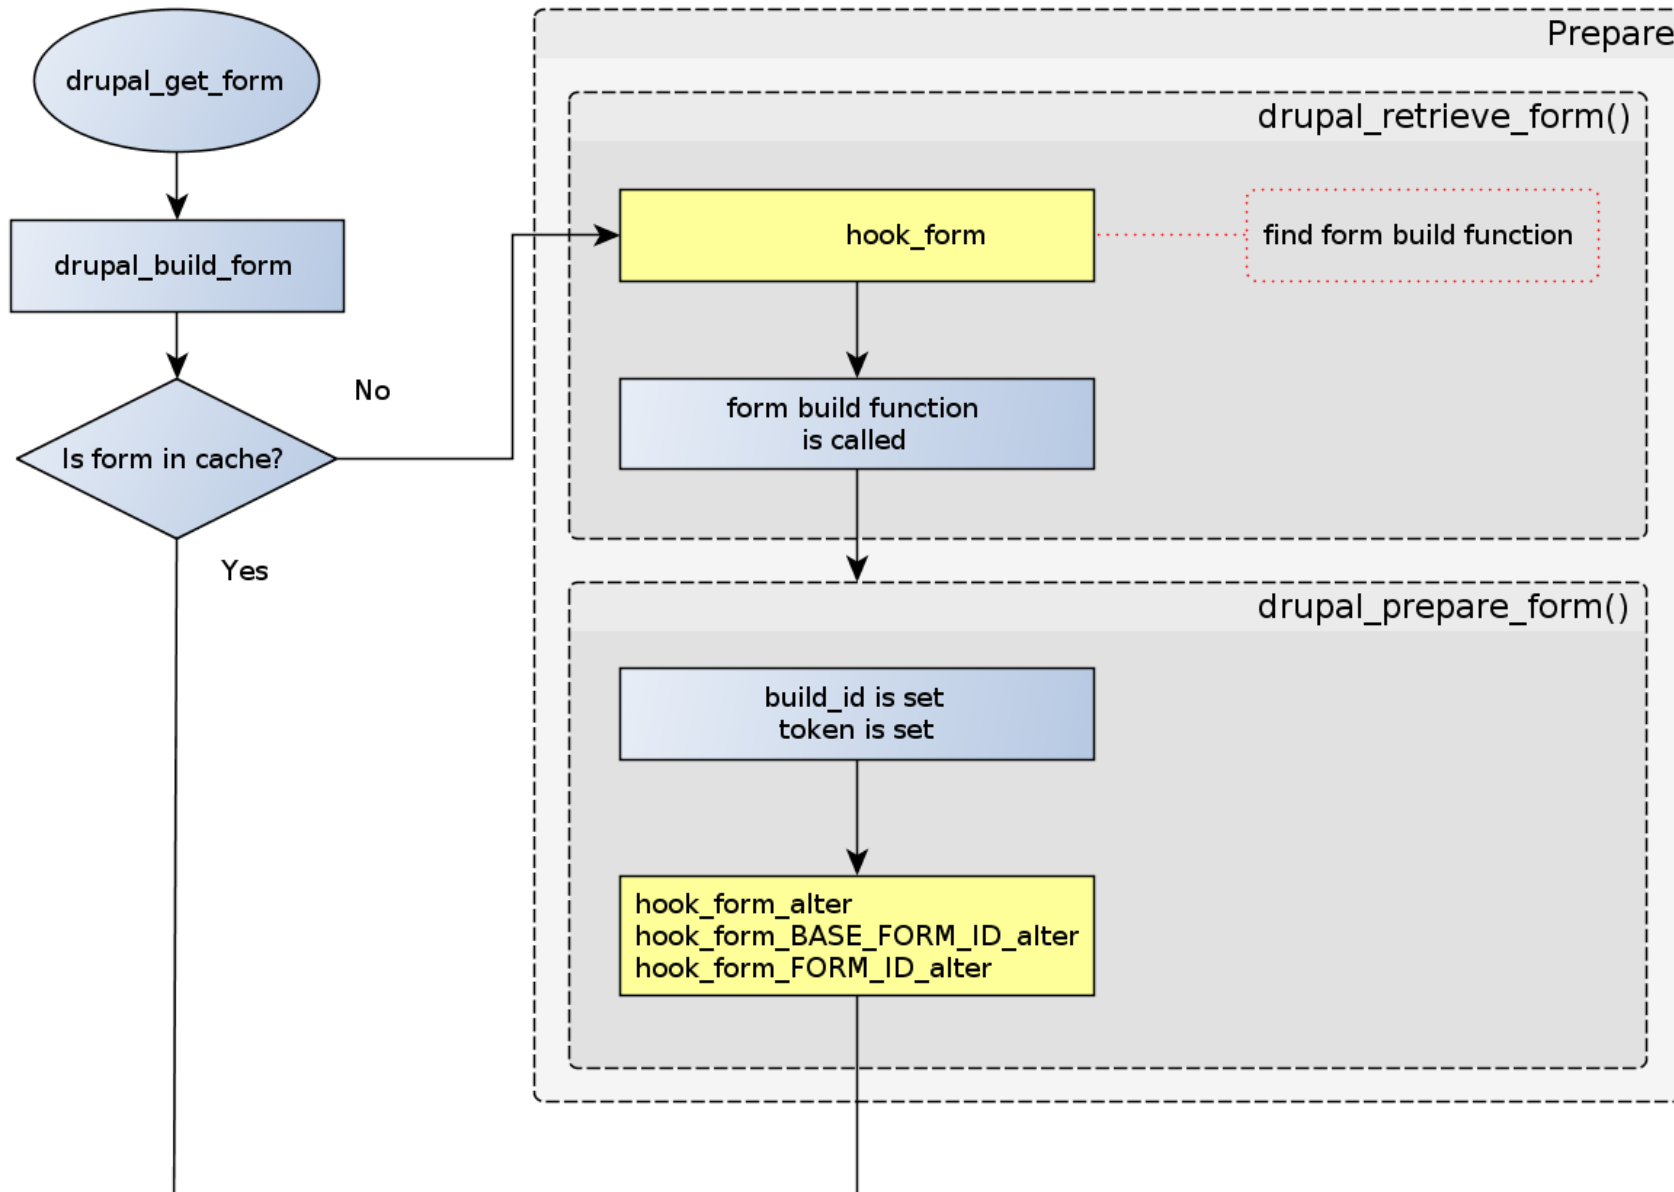 drupal_get_form
drupal_build_form
Is form in cache?
No
Yes
Prepare
drupal_retrieve_form()
hook_form
find form build function
form build function
is called
drupal_prepare_form()
build_id is set
token is set
hook_form_alter
hook_form_BASE_FORM_ID_alter
hook_form_FORM_ID_alter